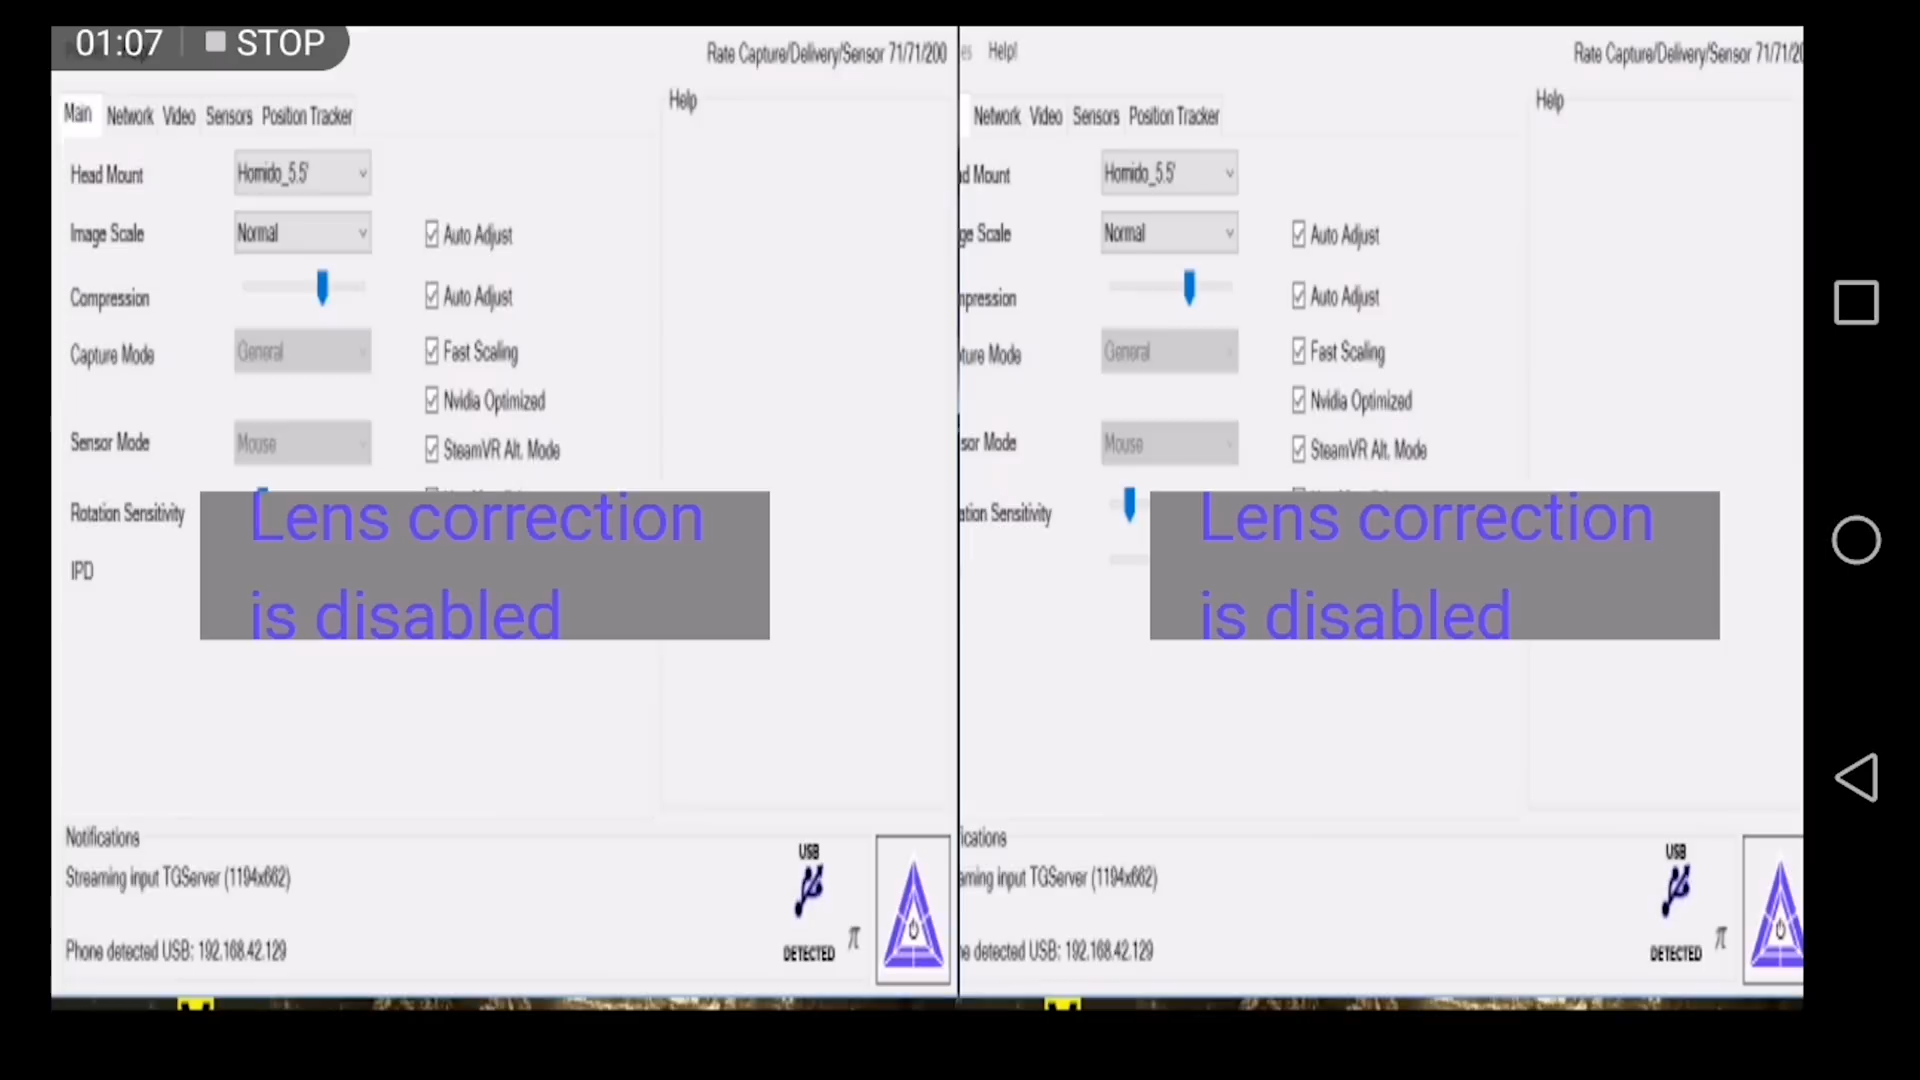 01:07 STOP
Rate Capture/Delivery/Sensor 71/71/200
Main Network Video Sensors Position Tracker
Help
Head Mount Homido_5.5'
Image Scale Normal Auto Adjust
Compression Auto Adjust
Capture Mode General Fast Scaling
Nvidia Optimized
Sensor Mode Mouse SteamVR Alt. Mode
Rotation Sensitivity
IPD
Lens correction
is disabled
Notifications
Streaming input TGServer (1194x662)
USB
Phone detected USB: 192.168.42.129
DETECTED
π
es Help!
Rate Capture/Delivery/Sensor 71/71/20
Network Video Sensors Position Tracker
Help
d Mount Homido_5.5'
ge Scale Normal Auto Adjust
pression Auto Adjust
ture Mode General Fast Scaling
Nvidia Optimized
sor Mode Mouse SteamVR Alt. Mode
ation Sensitivity
Lens correction
is disabled
ications
ming input TGServer (1194x662)
USB
e detected USB: 192.168.42.129
DETECTED
π